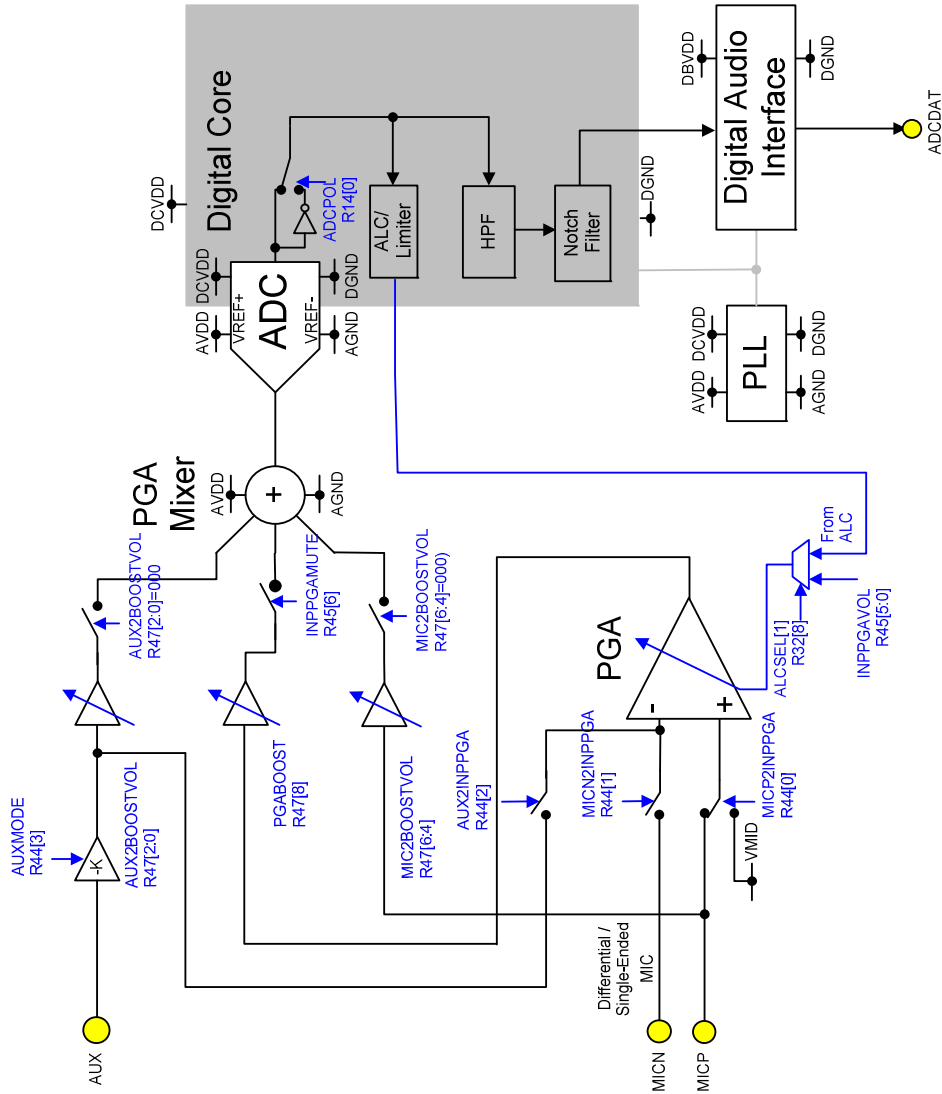 AUX
AUXMODE
R44[3]
-K
AUX2BOOSTVOL
R47[2:0]
AUX2BOOSTVOL
R47[2:0]=000
PGABOOST
R47[8]
INPPGAMUTE
R45[6]
MIC2BOOSTVOL
R47[6:4]
MIC2BOOSTVOL
R47[6:4]=000)
PGA
Mixer
AVDD
+
AGND
AVDD
DCVDD
VREF+
ADC
VREF-
AGND
DGND
DCVDD
Digital Core
ADCPOL
R14[0]
ALC/
Limiter
HPF
Notch
Filter
DGND
DBVDD
Digital Audio
Interface
DGND
ADCDAT
AVDD
DCVDD
PLL
AGND
DGND
AUX2INPPGA
R44[2]
MICN2INPPGA
R44[1]
MICP2INPPGA
R44[0]
VMID
Differential /
Single-Ended
MIC
MICN
MICP
PGA
-
+
ALCSEL[1]
R32[8]
From
ALC
INPPGAVOL
R45[5:0]